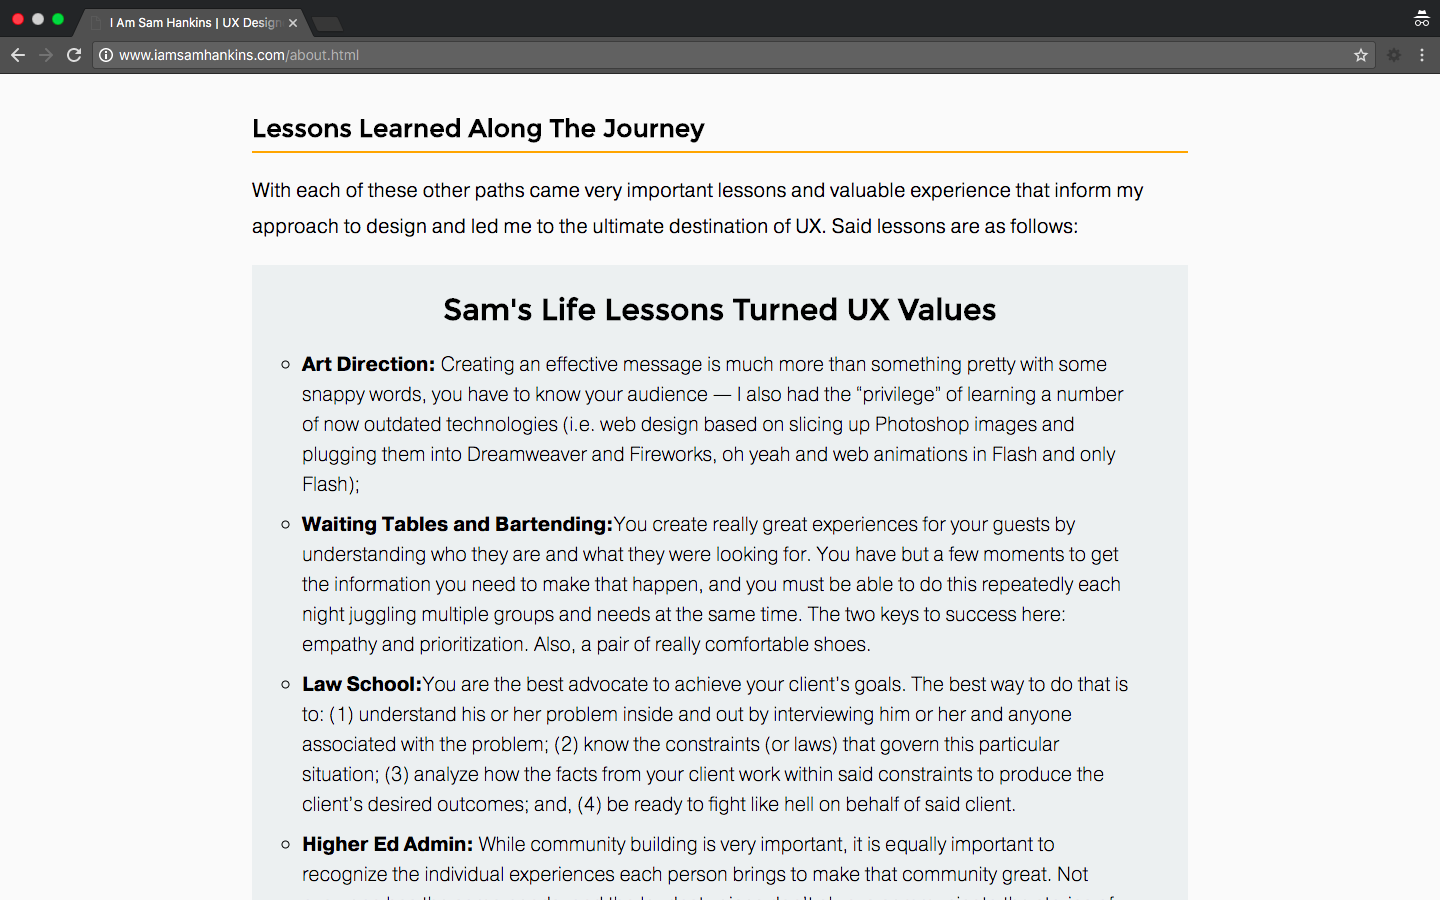 I Am Sam Hankins | UX Design
www.iamsamhankins.com/about.html
Lessons Learned Along The Journey
With each of these other paths came very important lessons and valuable experience that inform my
approach to design and led me to the ultimate destination of UX. Said lessons are as follows:
Sam's Life Lessons Turned UX Values
Art Direction: Creating an effective message is much more than something pretty with some
snappy words, you have to know your audience — I also had the “privilege” of learning a number
of now outdated technologies (i.e. web design based on slicing up Photoshop images and
plugging them into Dreamweaver and Fireworks, oh yeah and web animations in Flash and only
Flash);
Waiting Tables and Bartending:You create really great experiences for your guests by
understanding who they are and what they were looking for. You have but a few moments to get
the information you need to make that happen, and you must be able to do this repeatedly each
night juggling multiple groups and needs at the same time. The two keys to success here:
empathy and prioritization. Also, a pair of really comfortable shoes.
Law School:You are the best advocate to achieve your client's goals. The best way to do that is
to: (1) understand his or her problem inside and out by interviewing him or her and anyone
associated with the problem; (2) know the constraints (or laws) that govern this particular
situation; (3) analyze how the facts from your client work within said constraints to produce the
client's desired outcomes; and, (4) be ready to fight like hell on behalf of said client.
Higher Ed Admin: While community building is very important, it is equally important to
recognize the individual experiences each person brings to make that community great. Not